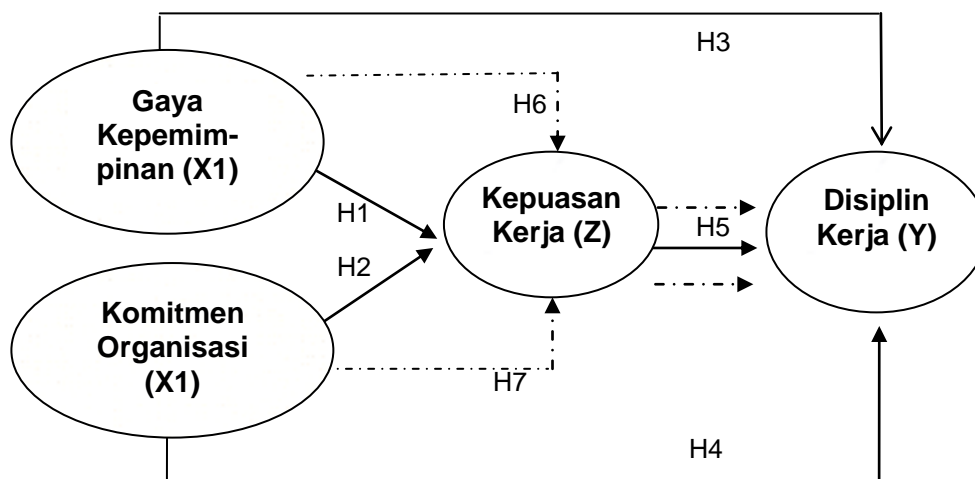 H3
Gaya
Kepemim-
pinan (X1)
H6
H1
Kepuasan
Kerja (Z)
H5
Disiplin
Kerja (Y)
H2
Komitmen
Organisasi
(X1)
H7
H4